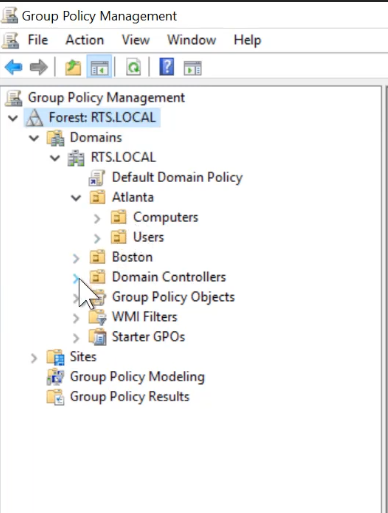 Group Policy Management
File Action View Window Help
Group Policy Management
Forest: RTS.LOCAL
Domains
RTS.LOCAL
Default Domain Policy
Atlanta
Computers
Users
Boston
Domain Controllers
Group Policy Objects
WMI Filters
Starter GPOs
Sites
Group Policy Modeling
Group Policy Results